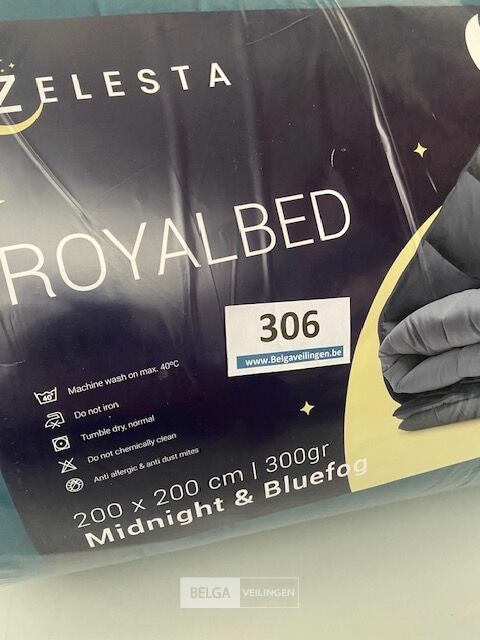 ZELESTA
ROYALBED
306
www.Belgaveilingen.be
40°
Machine wash on max. 40ºC
Do not iron
Tumble dry, normal
Do not chemically clean
Anti allergic & anti dust mites
200 x 200 cm | 300gr
Midnight & Bluefog
BELGA VEILINGEN